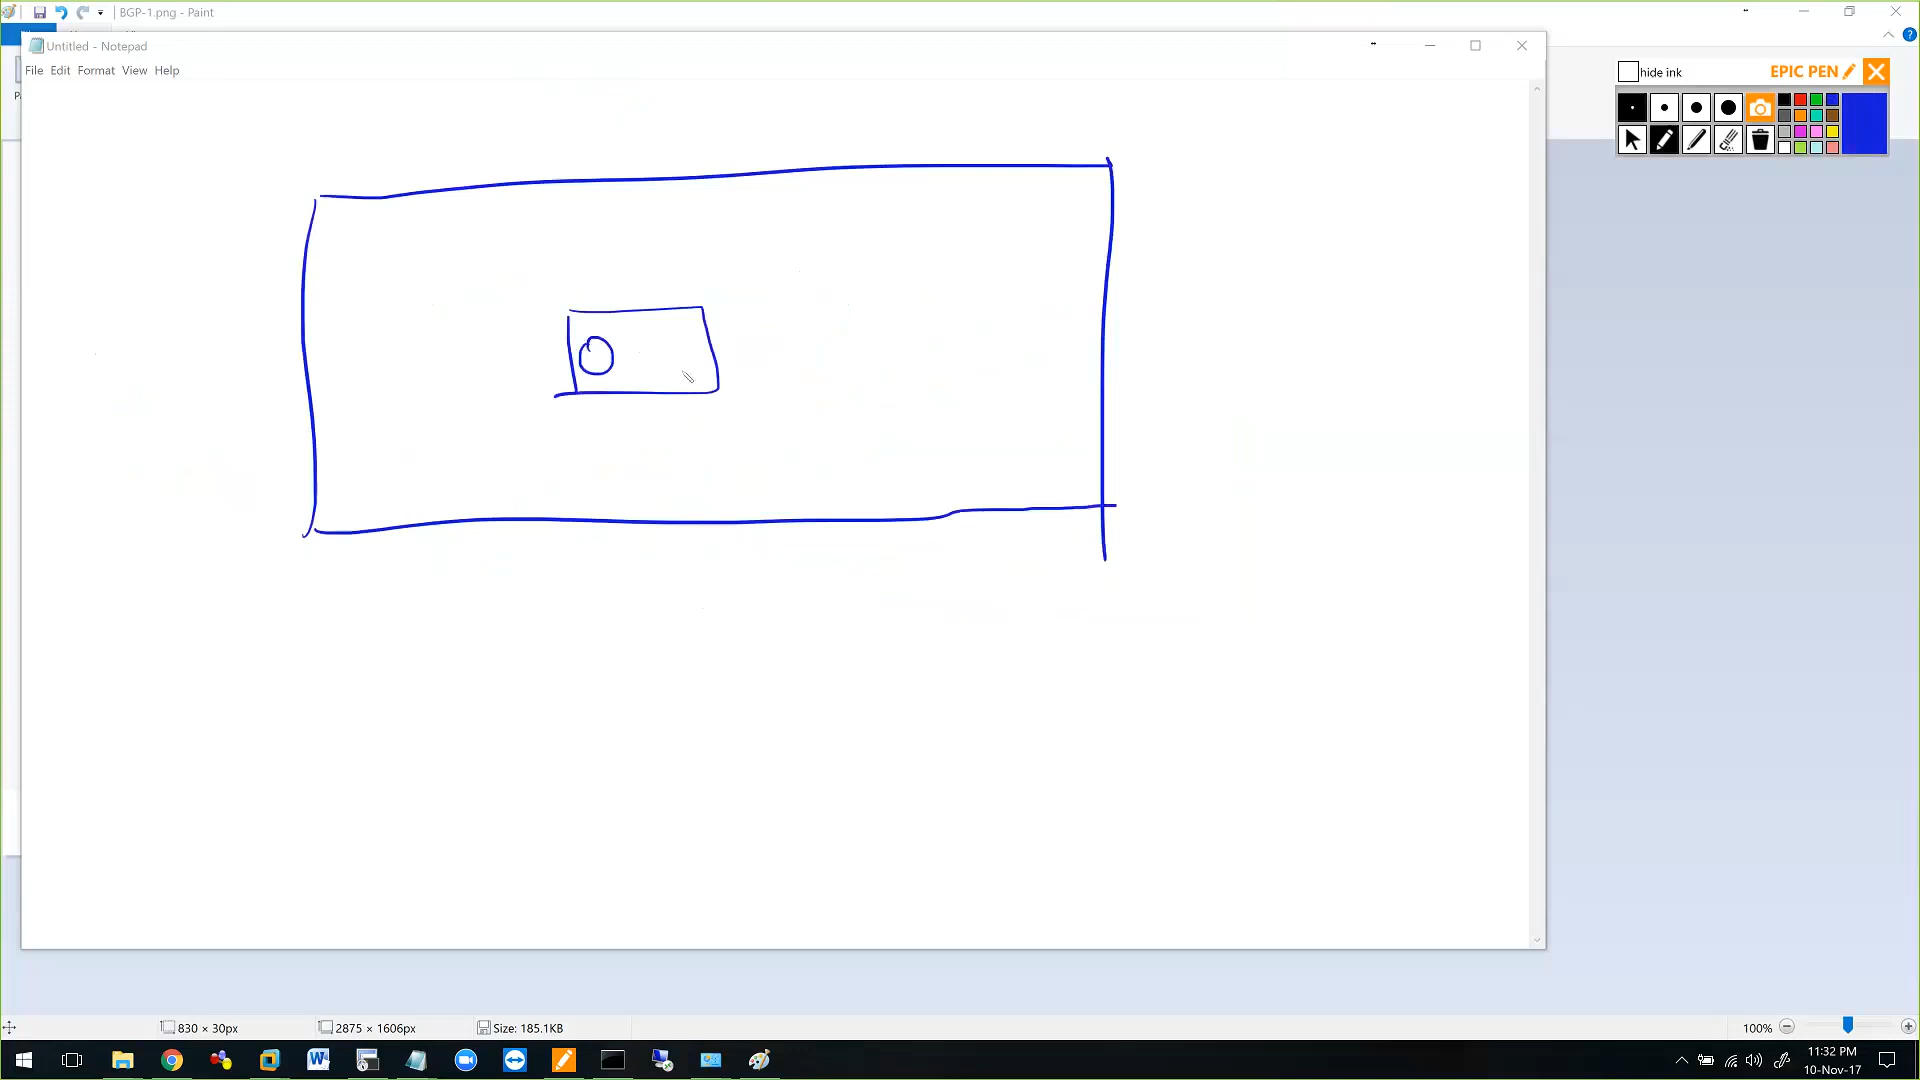 BGP-1.png - Paint
Untitled - Notepad
File Edit Format View Help
hide ink EPIC PEN
830 × 30px
2875 × 1606px
Size: 185.1KB
100%
11:32 PM
10-Nov-17